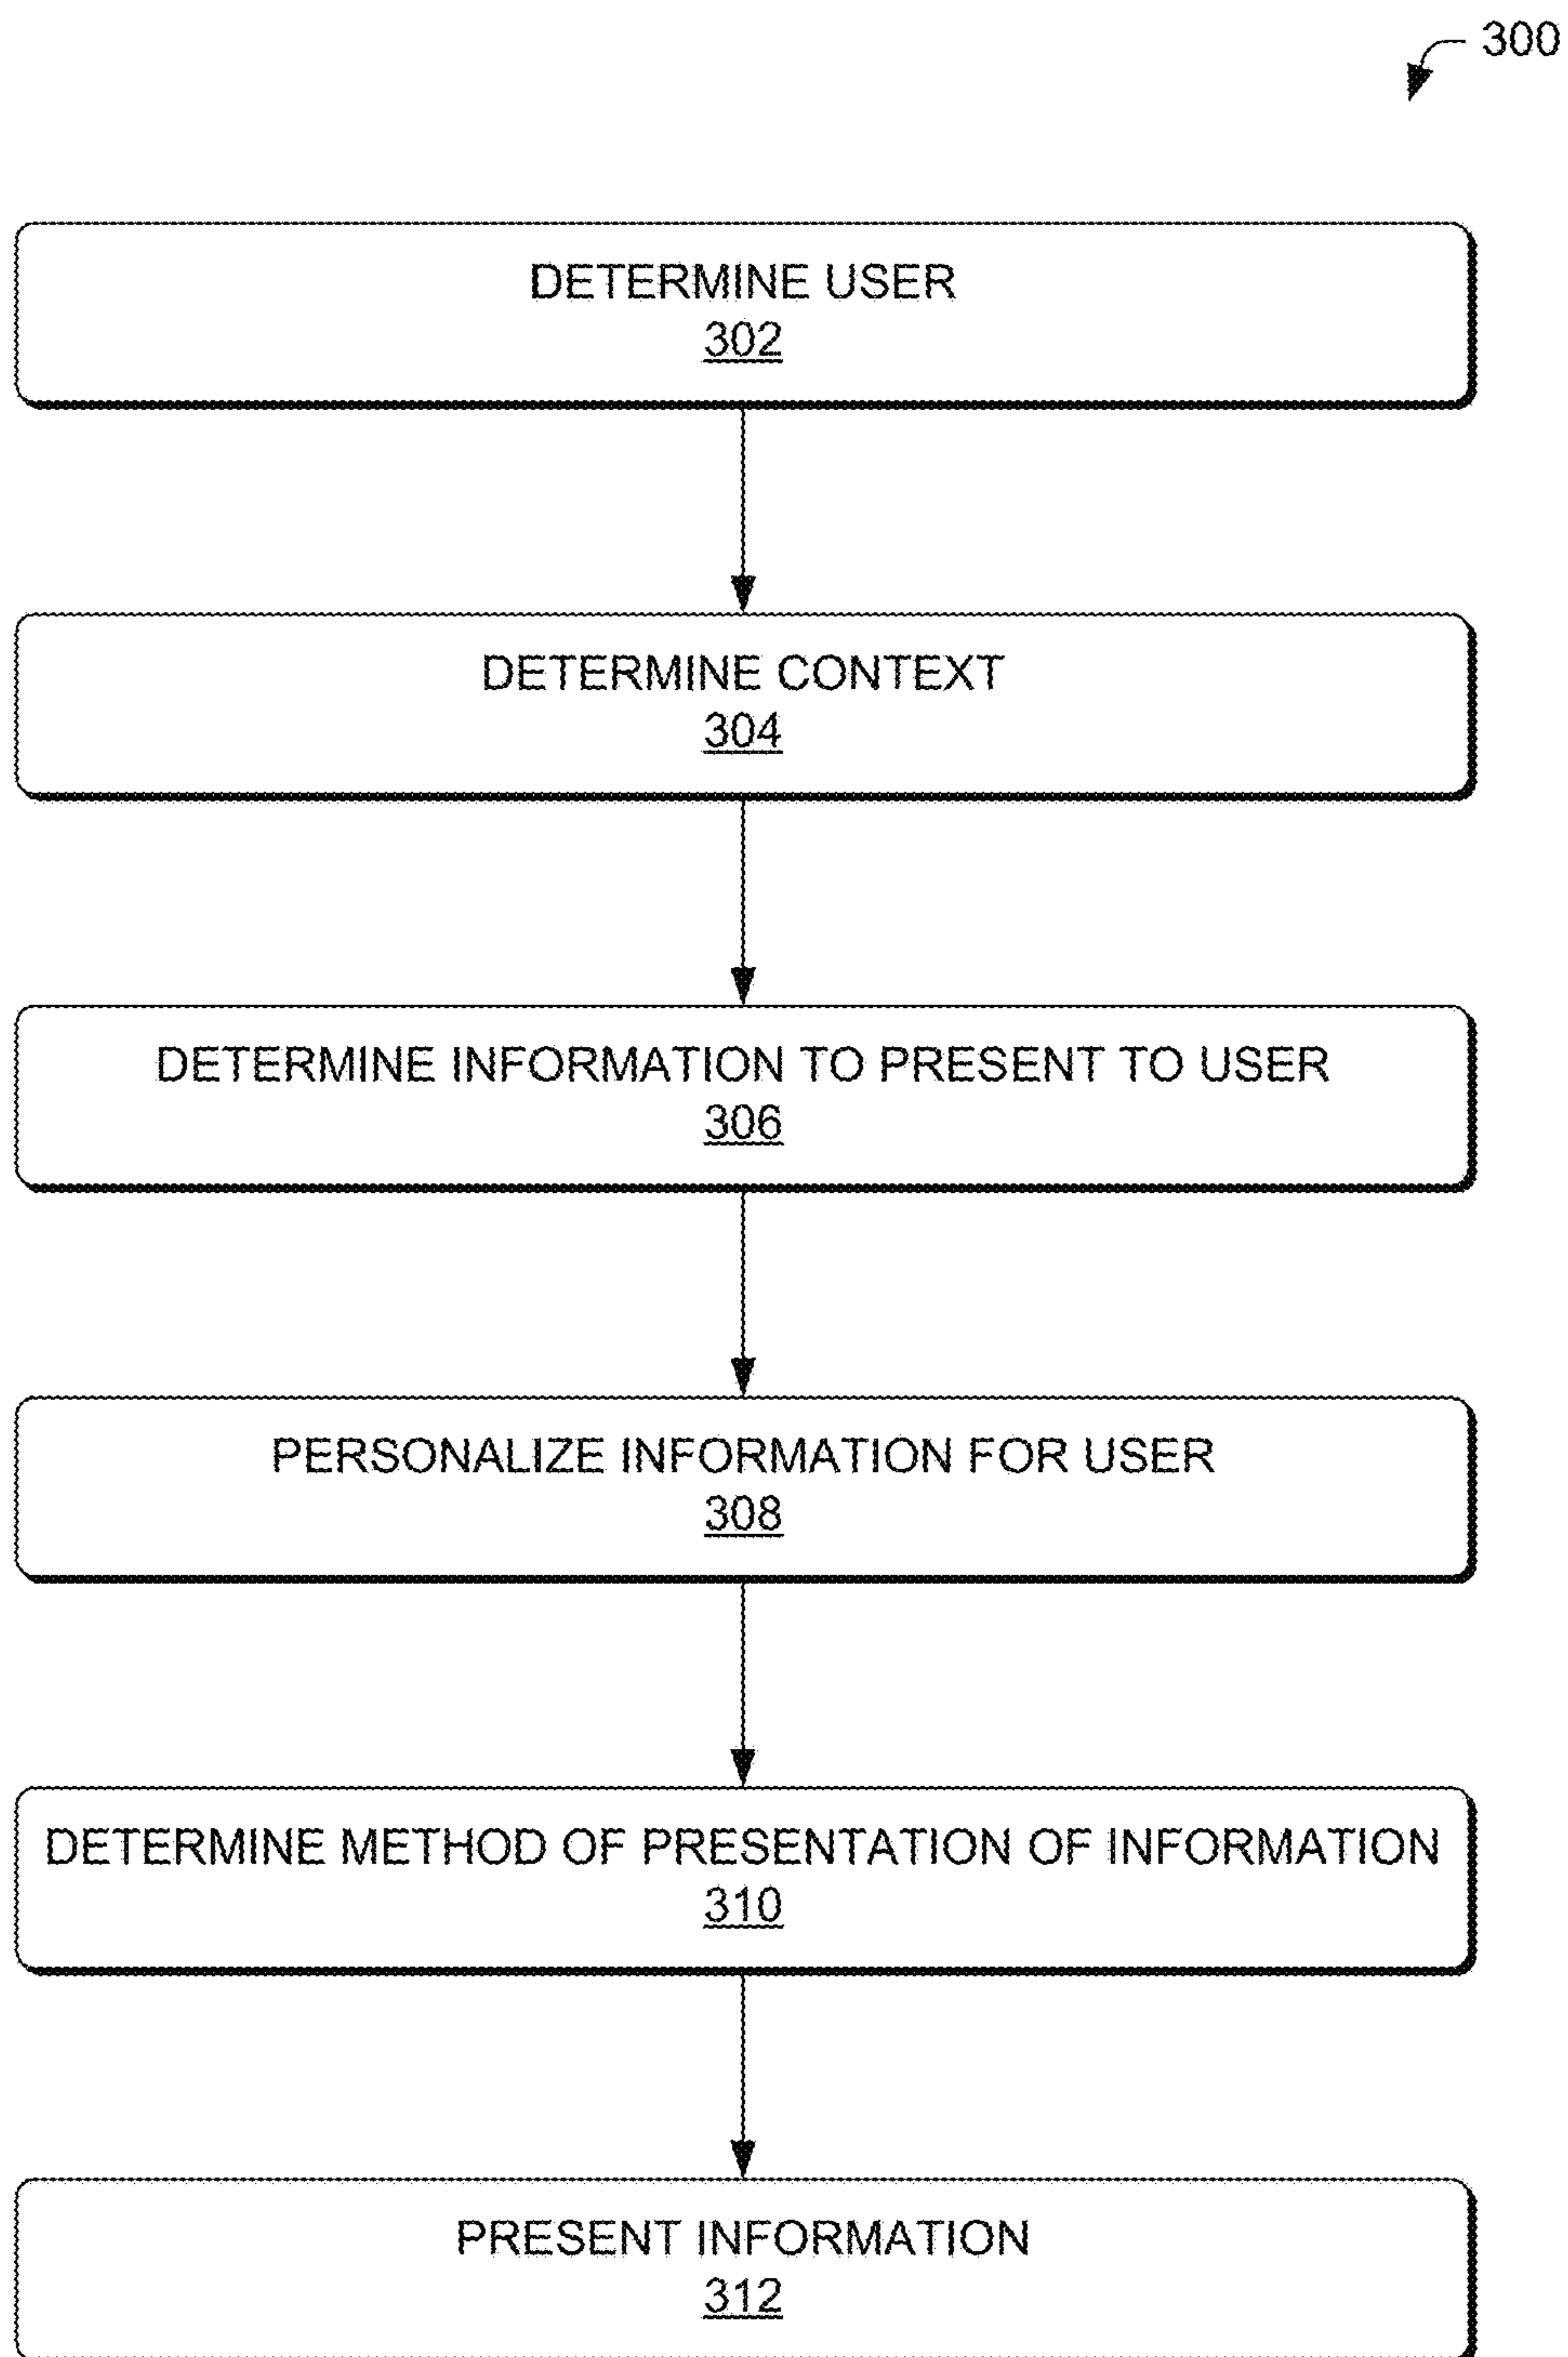 300
DETERMINE USER
302
DETERMINE CONTEXT
304
DETERMINE INFORMATION TO PRESENT TO USER
306
PERSONALIZE INFORMATION FOR USER
308
DETERMINE METHOD OF PRESENTATION OF INFORMATION
310
PRESENT INFORMATION
312